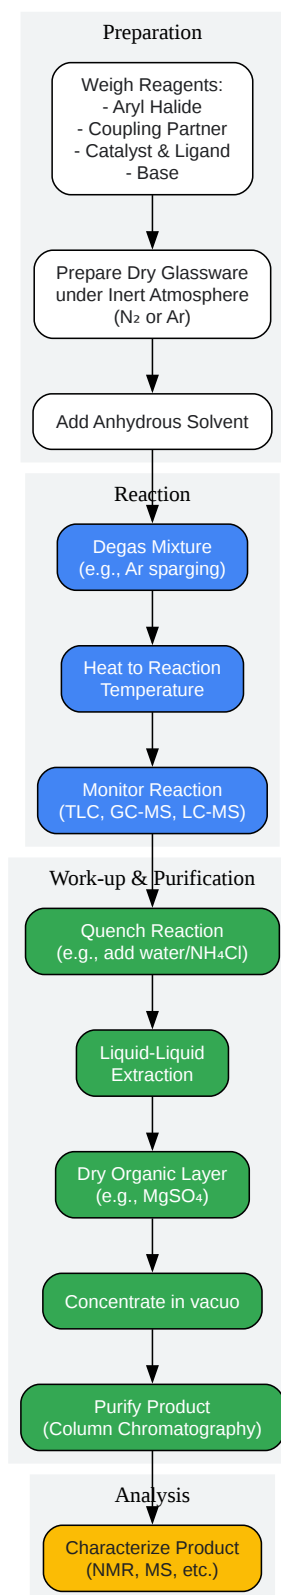 Preparation
Weigh Reagents:
- Aryl Halide
- Coupling Partner
- Catalyst & Ligand
- Base
Prepare Dry Glassware
under Inert Atmosphere
(N₂ or Ar)
Add Anhydrous Solvent
Reaction
Degas Mixture
(e.g., Ar sparging)
Heat to Reaction
Temperature
Monitor Reaction
(TLC, GC-MS, LC-MS)
Work-up & Purification
Quench Reaction
(e.g., add water/NH₄Cl)
Liquid-Liquid
Extraction
Dry Organic Layer
(e.g., MgSO₄)
Concentrate in vacuo
Purify Product
(Column Chromatography)
Analysis
Characterize Product
(NMR, MS, etc.)